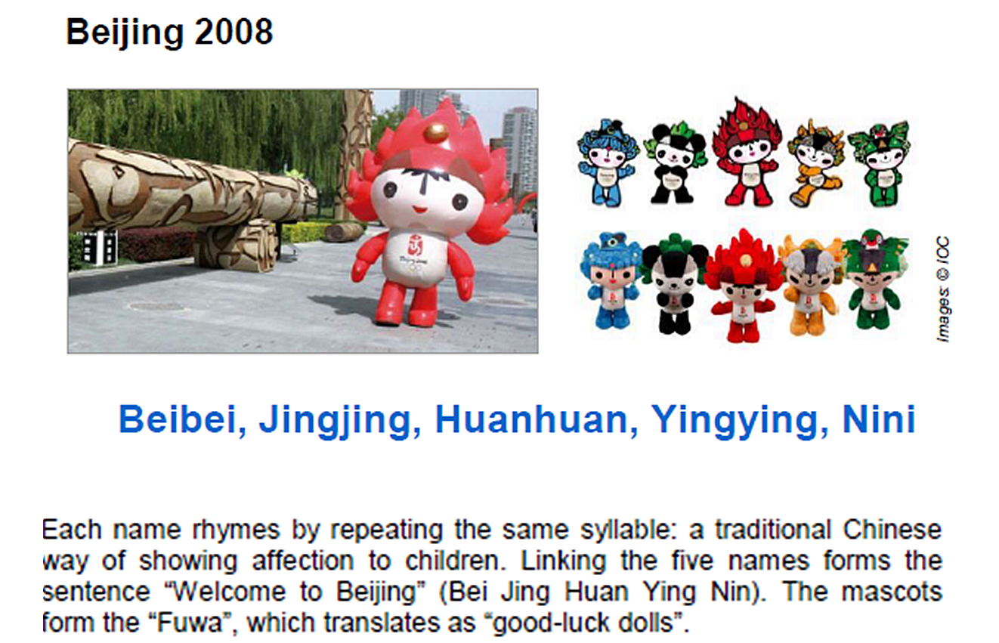 Beijing 2008
Beijing 2008
Images: © IOC
Beibei, Jingjing, Huanhuan, Yingying, Nini
Each name rhymes by repeating the same syllable: a traditional Chinese
way of showing affection to children. Linking the five names forms the
sentence “Welcome to Beijing” (Bei Jing Huan Ying Nin). The mascots
form the “Fuwa”, which translates as “good-luck dolls”.